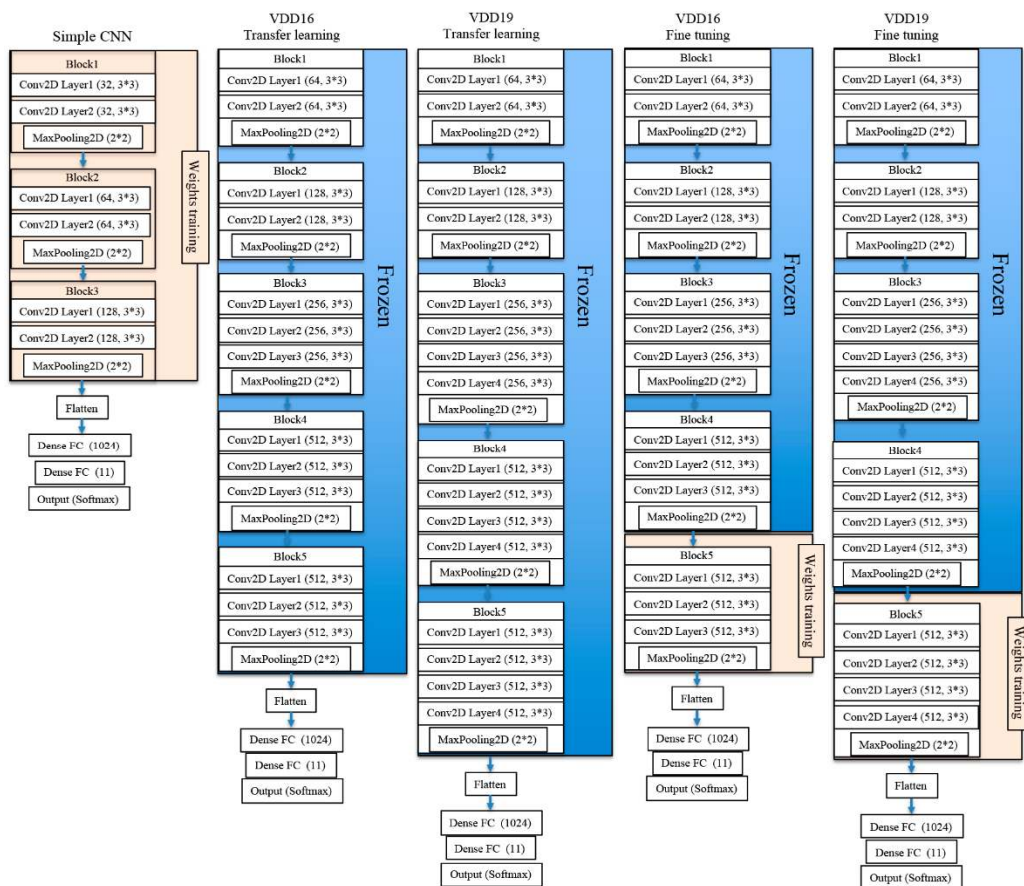 Simple CNN
Block1
Conv2D Layer1 (32, 3*3)
Conv2D Layer2 (32, 3*3)
MaxPooling2D (2*2)
Block2
Conv2D Layer1 (64, 3*3)
Conv2D Layer2 (64, 3*3)
MaxPooling2D (2*2)
Block3
Conv2D Layer1 (128, 3*3)
Conv2D Layer2 (128, 3*3)
MaxPooling2D (2*2)
Weights training
Flatten
Dense FC (1024)
Dense FC (11)
Output (Softmax)
VDD16
Transfer learning
Block1
Conv2D Layer1 (64, 3*3)
Conv2D Layer2 (64, 3*3)
MaxPooling2D (2*2)
Block2
Conv2D Layer1 (128, 3*3)
Conv2D Layer2 (128, 3*3)
MaxPooling2D (2*2)
Block3
Conv2D Layer1 (256, 3*3)
Conv2D Layer2 (256, 3*3)
Conv2D Layer3 (256, 3*3)
MaxPooling2D (2*2)
Block4
Conv2D Layer1 (512, 3*3)
Conv2D Layer2 (512, 3*3)
Conv2D Layer3 (512, 3*3)
MaxPooling2D (2*2)
Block5
Conv2D Layer1 (512, 3*3)
Conv2D Layer2 (512, 3*3)
Conv2D Layer3 (512, 3*3)
MaxPooling2D (2*2)
Frozen
Flatten
Dense FC (1024)
Dense FC (11)
Output (Softmax)
VDD19
Transfer learning
Block1
Conv2D Layer1 (64, 3*3)
Conv2D Layer2 (64, 3*3)
MaxPooling2D (2*2)
Block2
Conv2D Layer1 (128, 3*3)
Conv2D Layer2 (128, 3*3)
MaxPooling2D (2*2)
Block3
Conv2D Layer1 (256, 3*3)
Conv2D Layer2 (256, 3*3)
Conv2D Layer3 (256, 3*3)
Conv2D Layer4 (256, 3*3)
MaxPooling2D (2*2)
Block4
Conv2D Layer1 (512, 3*3)
Conv2D Layer2 (512, 3*3)
Conv2D Layer3 (512, 3*3)
Conv2D Layer4 (512, 3*3)
MaxPooling2D (2*2)
Block5
Conv2D Layer1 (512, 3*3)
Conv2D Layer2 (512, 3*3)
Conv2D Layer3 (512, 3*3)
Conv2D Layer4 (512, 3*3)
MaxPooling2D (2*2)
Frozen
Flatten
Dense FC (1024)
Dense FC (11)
Output (Softmax)
VDD16
Fine tuning
Block1
Conv2D Layer1 (64, 3*3)
Conv2D Layer2 (64, 3*3)
MaxPooling2D (2*2)
Block2
Conv2D Layer1 (128, 3*3)
Conv2D Layer2 (128, 3*3)
MaxPooling2D (2*2)
Block3
Conv2D Layer1 (256, 3*3)
Conv2D Layer2 (256, 3*3)
Conv2D Layer3 (256, 3*3)
MaxPooling2D (2*2)
Block4
Conv2D Layer1 (512, 3*3)
Conv2D Layer2 (512, 3*3)
Conv2D Layer3 (512, 3*3)
MaxPooling2D (2*2)
Frozen
Block5
Conv2D Layer1 (512, 3*3)
Conv2D Layer2 (512, 3*3)
Conv2D Layer3 (512, 3*3)
MaxPooling2D (2*2)
Weights training
Flatten
Dense FC (1024)
Dense FC (11)
Output (Softmax)
VDD19
Fine tuning
Block1
Conv2D Layer1 (64, 3*3)
Conv2D Layer2 (64, 3*3)
MaxPooling2D (2*2)
Block2
Conv2D Layer1 (128, 3*3)
Conv2D Layer2 (128, 3*3)
MaxPooling2D (2*2)
Block3
Conv2D Layer1 (256, 3*3)
Conv2D Layer2 (256, 3*3)
Conv2D Layer3 (256, 3*3)
Conv2D Layer4 (256, 3*3)
MaxPooling2D (2*2)
Block4
Conv2D Layer1 (512, 3*3)
Conv2D Layer2 (512, 3*3)
Conv2D Layer3 (512, 3*3)
Conv2D Layer4 (512, 3*3)
MaxPooling2D (2*2)
Frozen
Block5
Conv2D Layer1 (512, 3*3)
Conv2D Layer2 (512, 3*3)
Conv2D Layer3 (512, 3*3)
Conv2D Layer4 (512, 3*3)
MaxPooling2D (2*2)
Weights training
Flatten
Dense FC (1024)
Dense FC (11)
Output (Softmax)